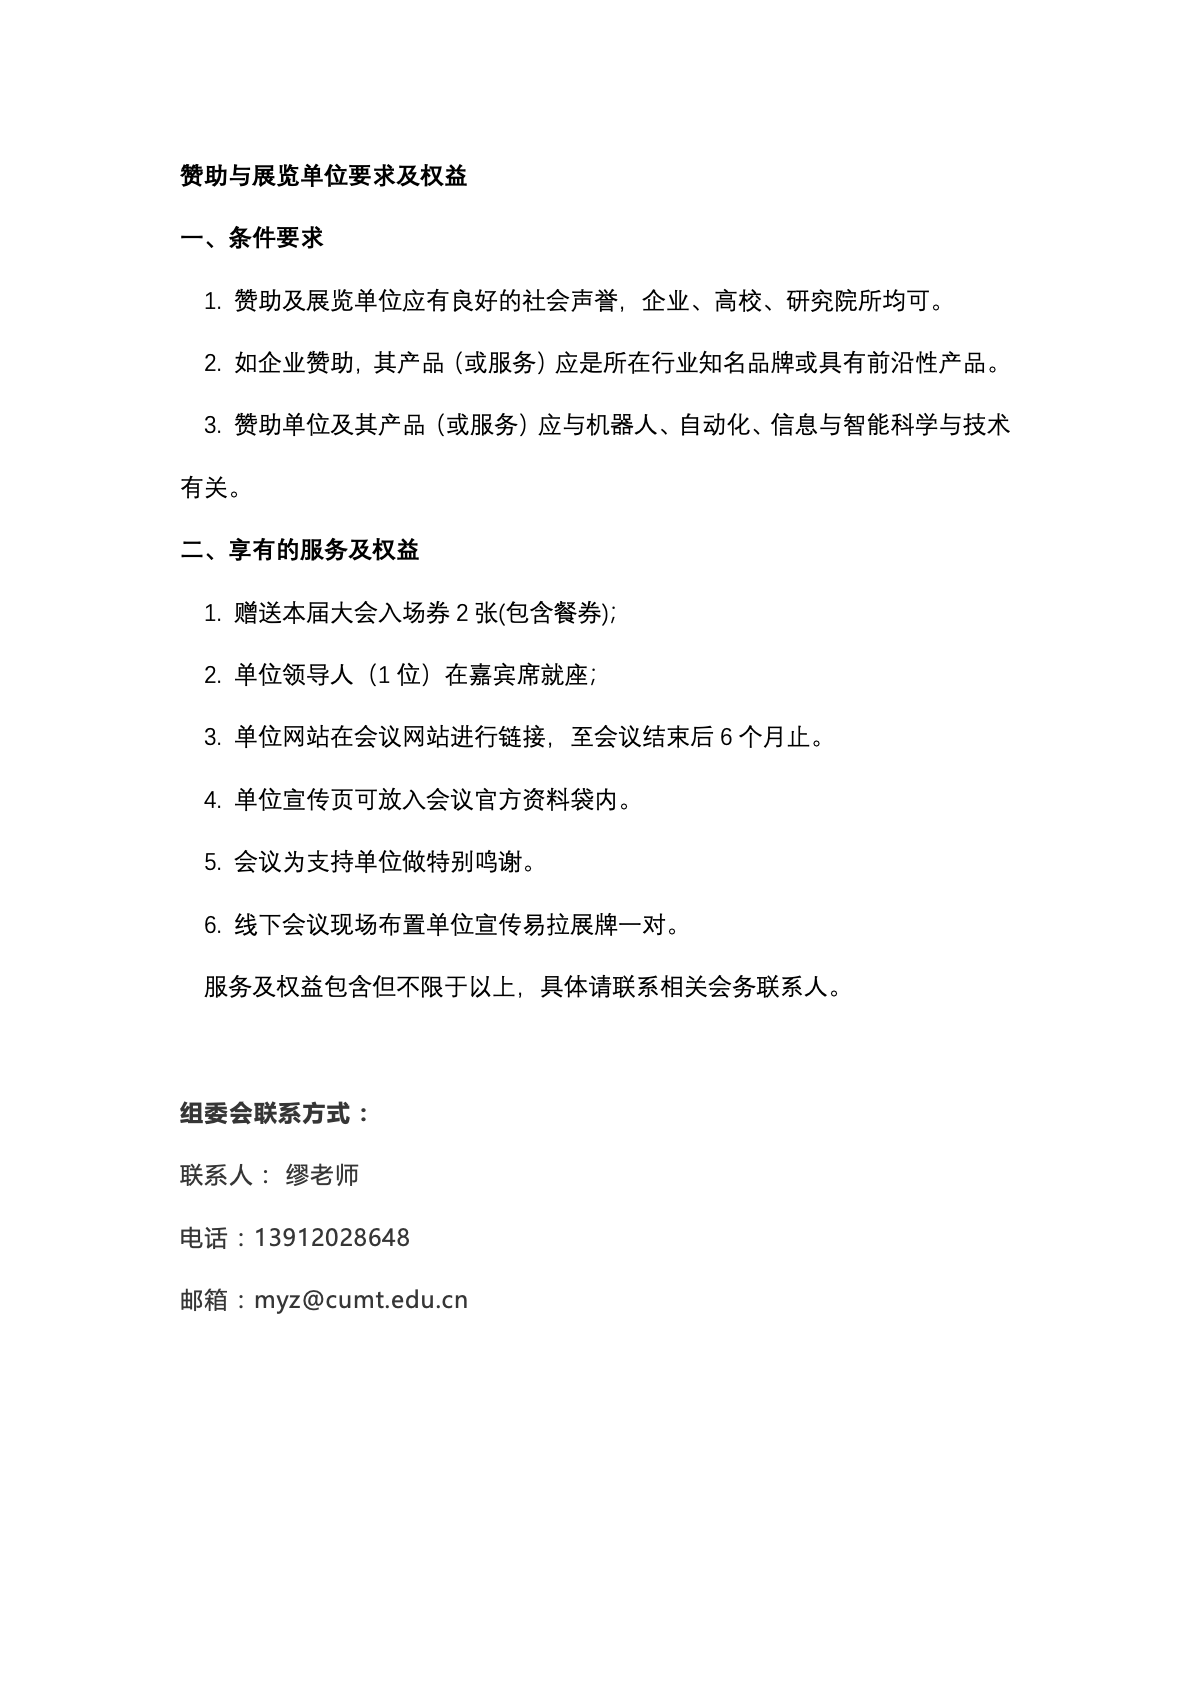 赞助与展览单位要求及权益
一、条件要求
1. 赞助及展览单位应有良好的社会声誉，企业、高校、研究院所均可。
2. 如企业赞助，其产品（或服务）应是所在行业知名品牌或具有前沿性产品。
3. 赞助单位及其产品（或服务）应与机器人、自动化、信息与智能科学与技术
有关。
二、享有的服务及权益
1. 赠送本届大会入场券 2 张(包含餐券)；
2. 单位领导人（1 位）在嘉宾席就座；
3. 单位网站在会议网站进行链接，至会议结束后 6 个月止。
4. 单位宣传页可放入会议官方资料袋内。
5. 会议为支持单位做特别鸣谢。
6. 线下会议现场布置单位宣传易拉展牌一对。
服务及权益包含但不限于以上，具体请联系相关会务联系人。
组委会联系方式：
联系人： 缪老师
电话：13912028648
邮箱：myz@cumt.edu.cn